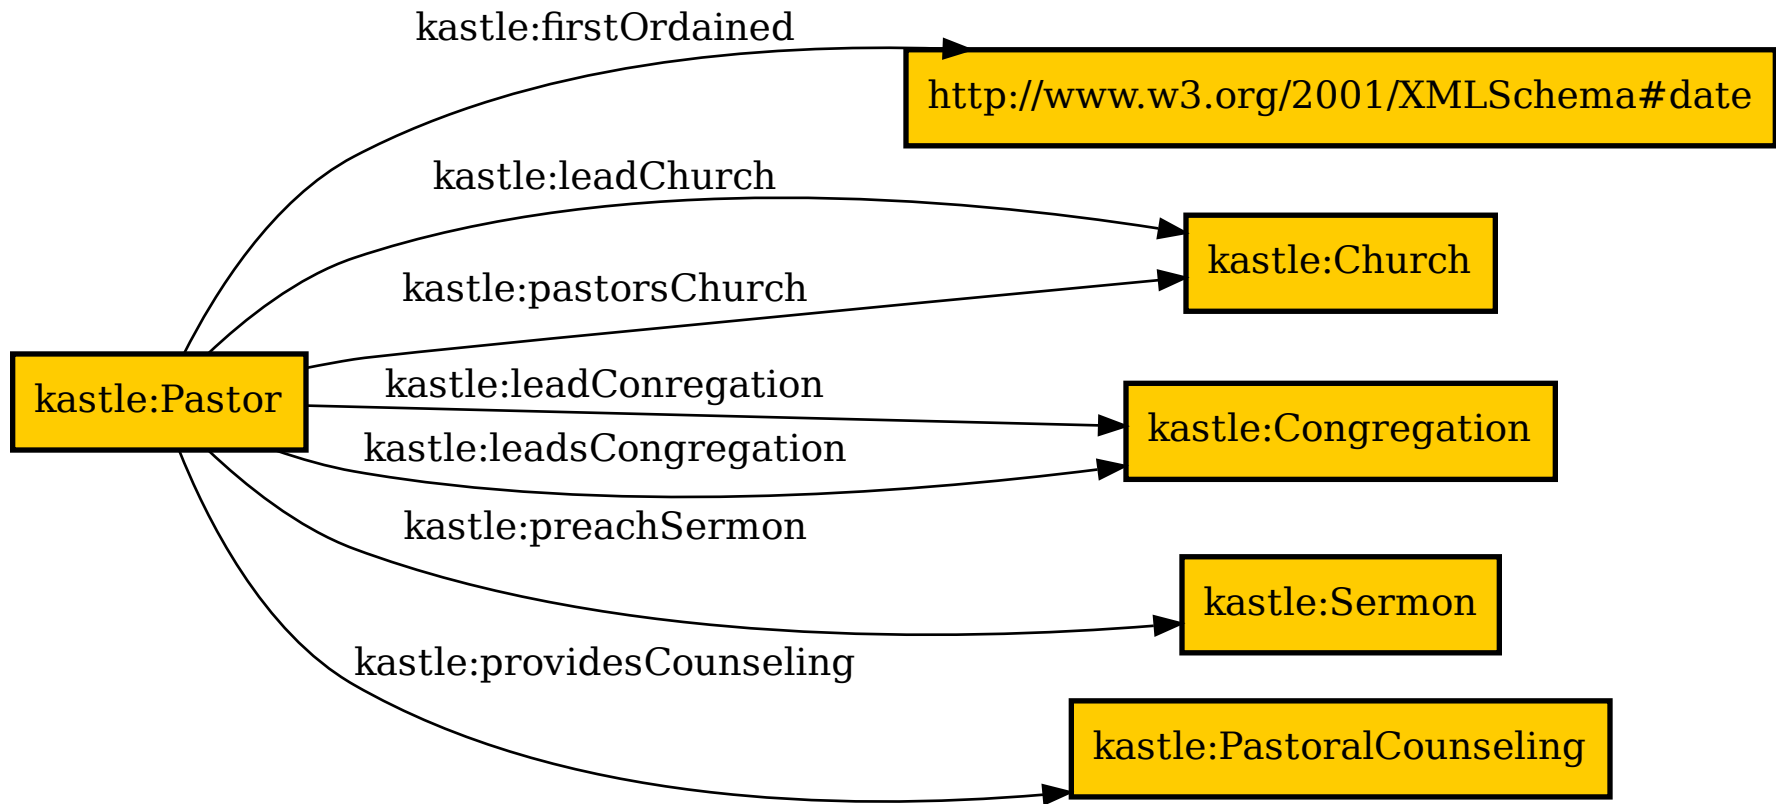 kastle:firstOrdained
http://www.w3.org/2001/XMLSchema#date
kastle:leadChurch
kastle:Church
kastle:pastorsChurch
kastle:Pastor
kastle:leadConregation
kastle:Congregation
kastle:leadsCongregation
kastle:preachSermon
kastle:Sermon
kastle:providesCounseling
kastle:PastoralCounseling